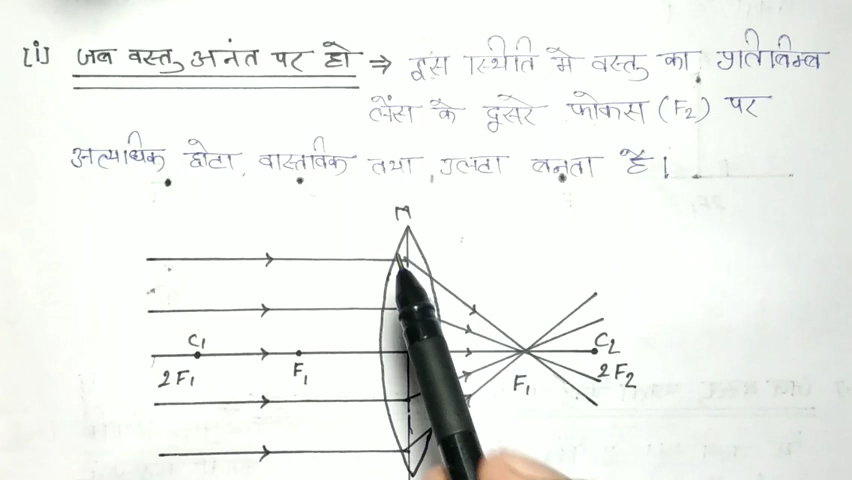 [i] जब वस्तु अनंत पर हो ⇒ इस स्थीति मे वस्तु का प्रतिबिम्ब
लेंस के दूसरे फोकस (F₂) पर
अत्याधिक छोटा, वास्तविक तथा, उलटा बनता है।
M
C₁
C₂
2F₁
F₁
F₁
2F₂